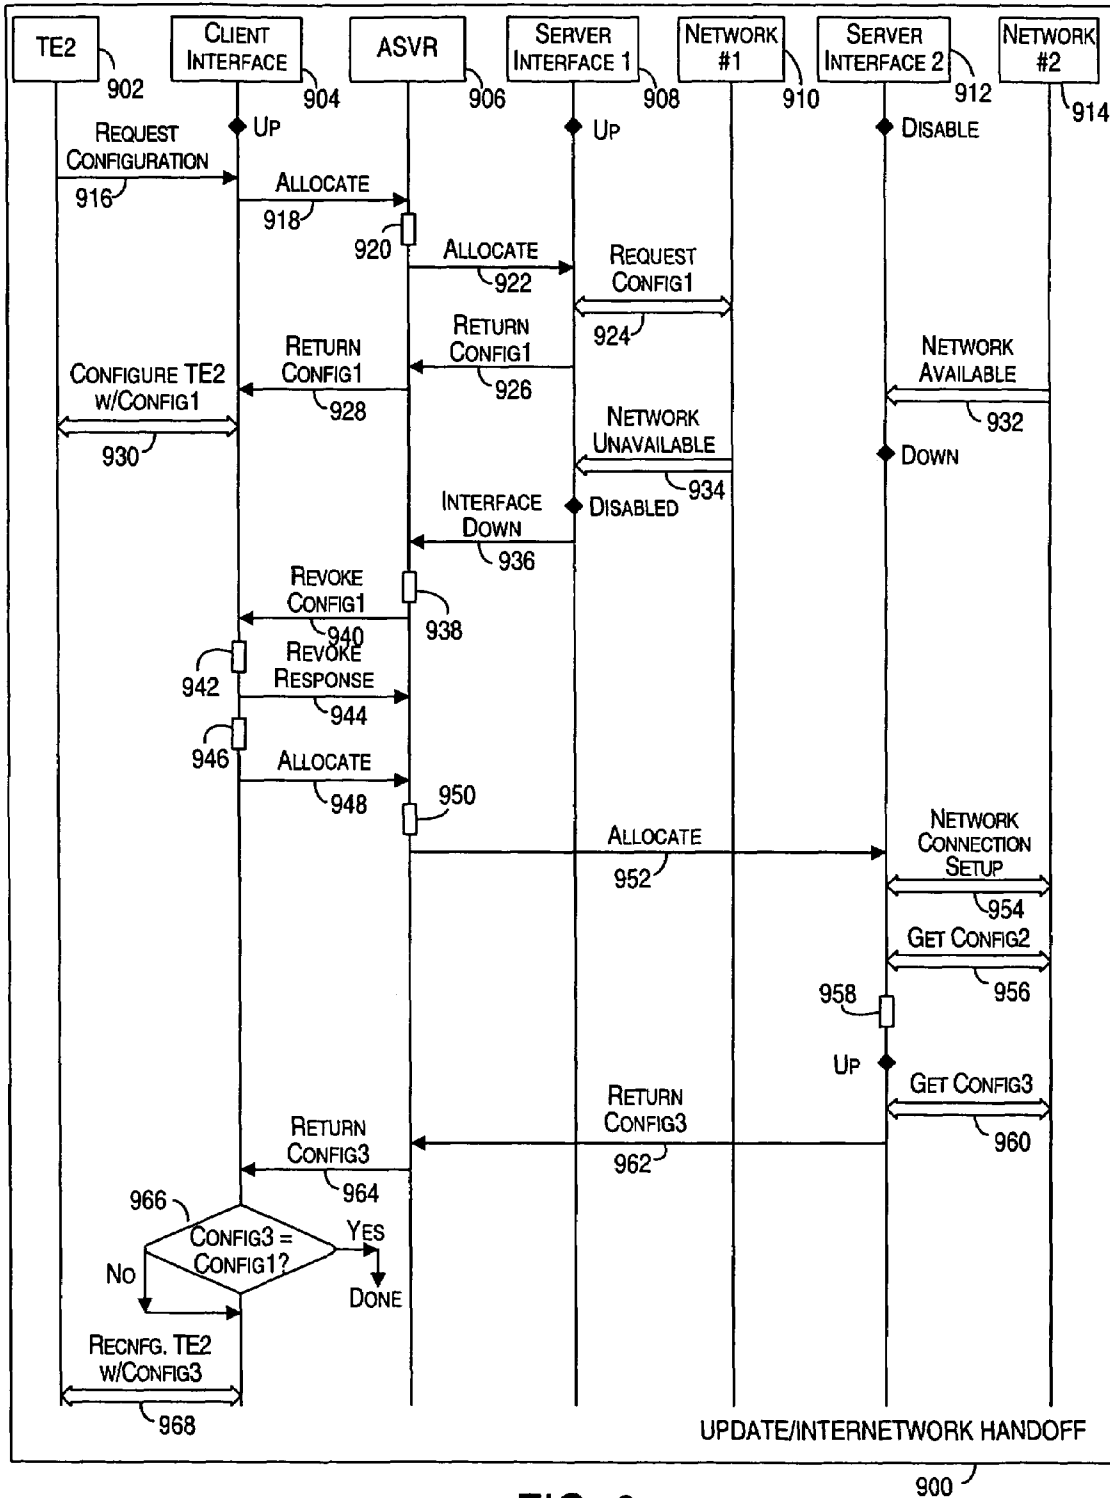 TE2
902
CLIENT
INTERFACE
904
ASVR
906
SERVER
INTERFACE 1
908
NETWORK
#1
910
SERVER
INTERFACE 2
912
NETWORK
#2
914
UP
UP
DISABLE
REQUEST
CONFIGURATION
916
ALLOCATE
918
920
ALLOCATE
922
REQUEST
CONFIG1
924
RETURN
CONFIG1
926
RETURN
CONFIG1
928
CONFIGURE TE2
W/CONFIG1
930
NETWORK
AVAILABLE
932
DOWN
NETWORK
UNAVAILABLE
934
DISABLED
INTERFACE
DOWN
936
938
REVOKE
CONFIG1
940
942
REVOKE
RESPONSE
944
946
ALLOCATE
948
950
ALLOCATE
952
NETWORK
CONNECTION
SETUP
954
GET CONFIG2
956
958
UP
GET CONFIG3
960
RETURN
CONFIG3
962
RETURN
CONFIG3
964
966
CONFIG3 =
CONFIG1?
YES
DONE
NO
RECNFG. TE2
W/CONFIG3
968
UPDATE/INTERNETWORK HANDOFF
900